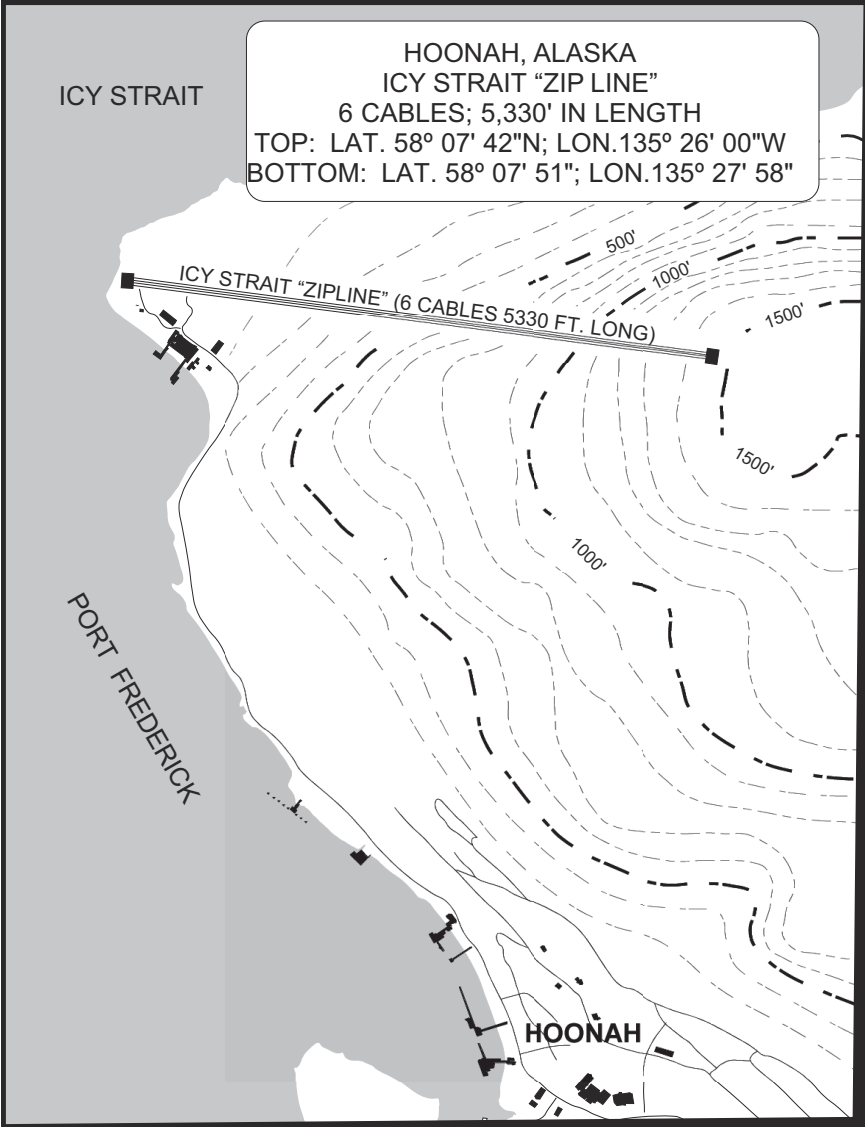 HOONAH, ALASKA
ICY STRAIT “ZIP LINE”
6 CABLES; 5,330' IN LENGTH
TOP:  LAT. 58º 07' 42"N; LON.135º 26' 00"W
BOTTOM:  LAT. 58º 07' 51"; LON.135º 27' 58"
ICY STRAIT
500'
1000'
ICY STRAIT “ZIPLINE” (6 CABLES 5330 FT. LONG)
1500'
1500'
1000'
PORT FREDERICK
HOONAH